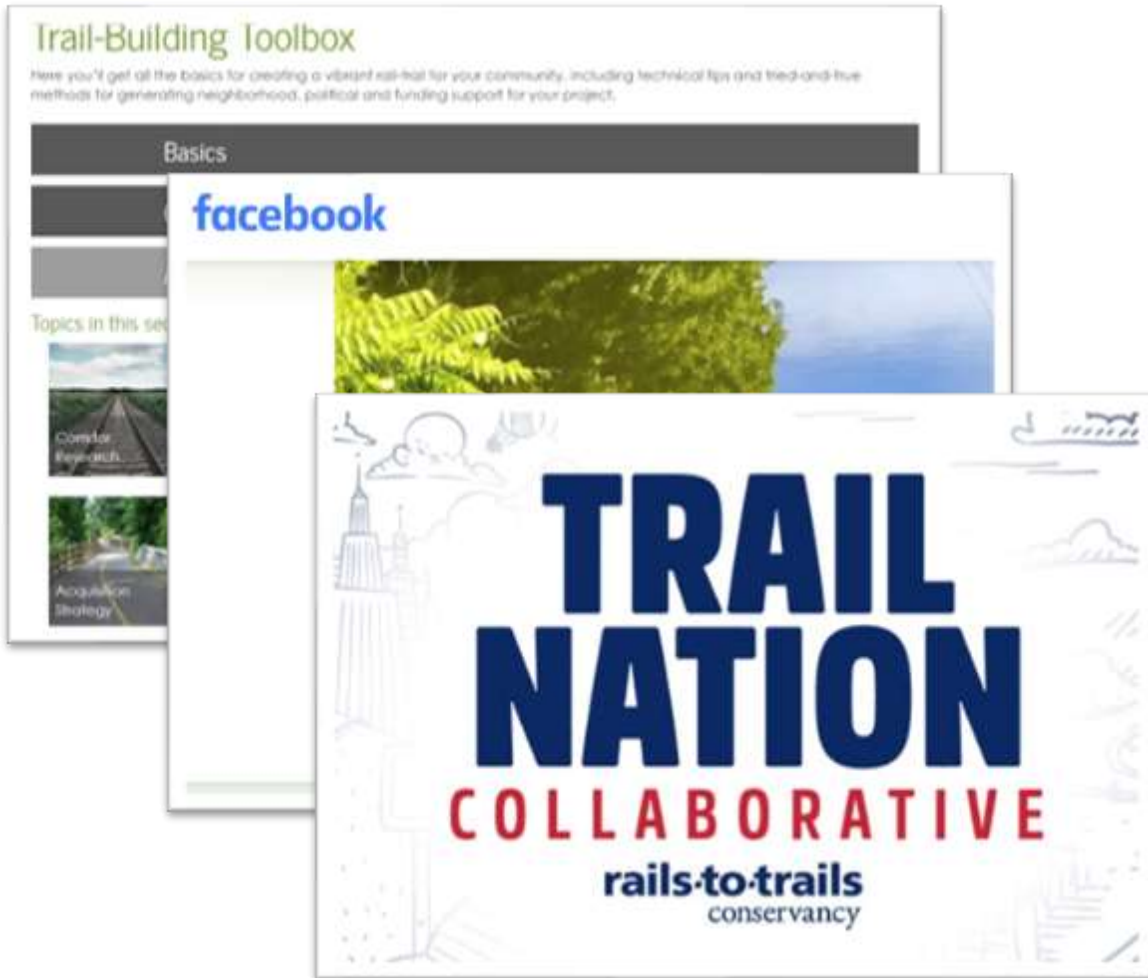 Trail-Building Toolbox
Here you'll get all the basics for creating a vibrant rail-trail for your community, including technical tips and tried-and-true
methods for generating neighborhood, political and funding support for your project.
Basics
facebook
Topics in this sec
Corridor
Research
Acquisition
Strategy
TRAIL
NATION
COLLABORATIVE
rails·to·trails
conservancy